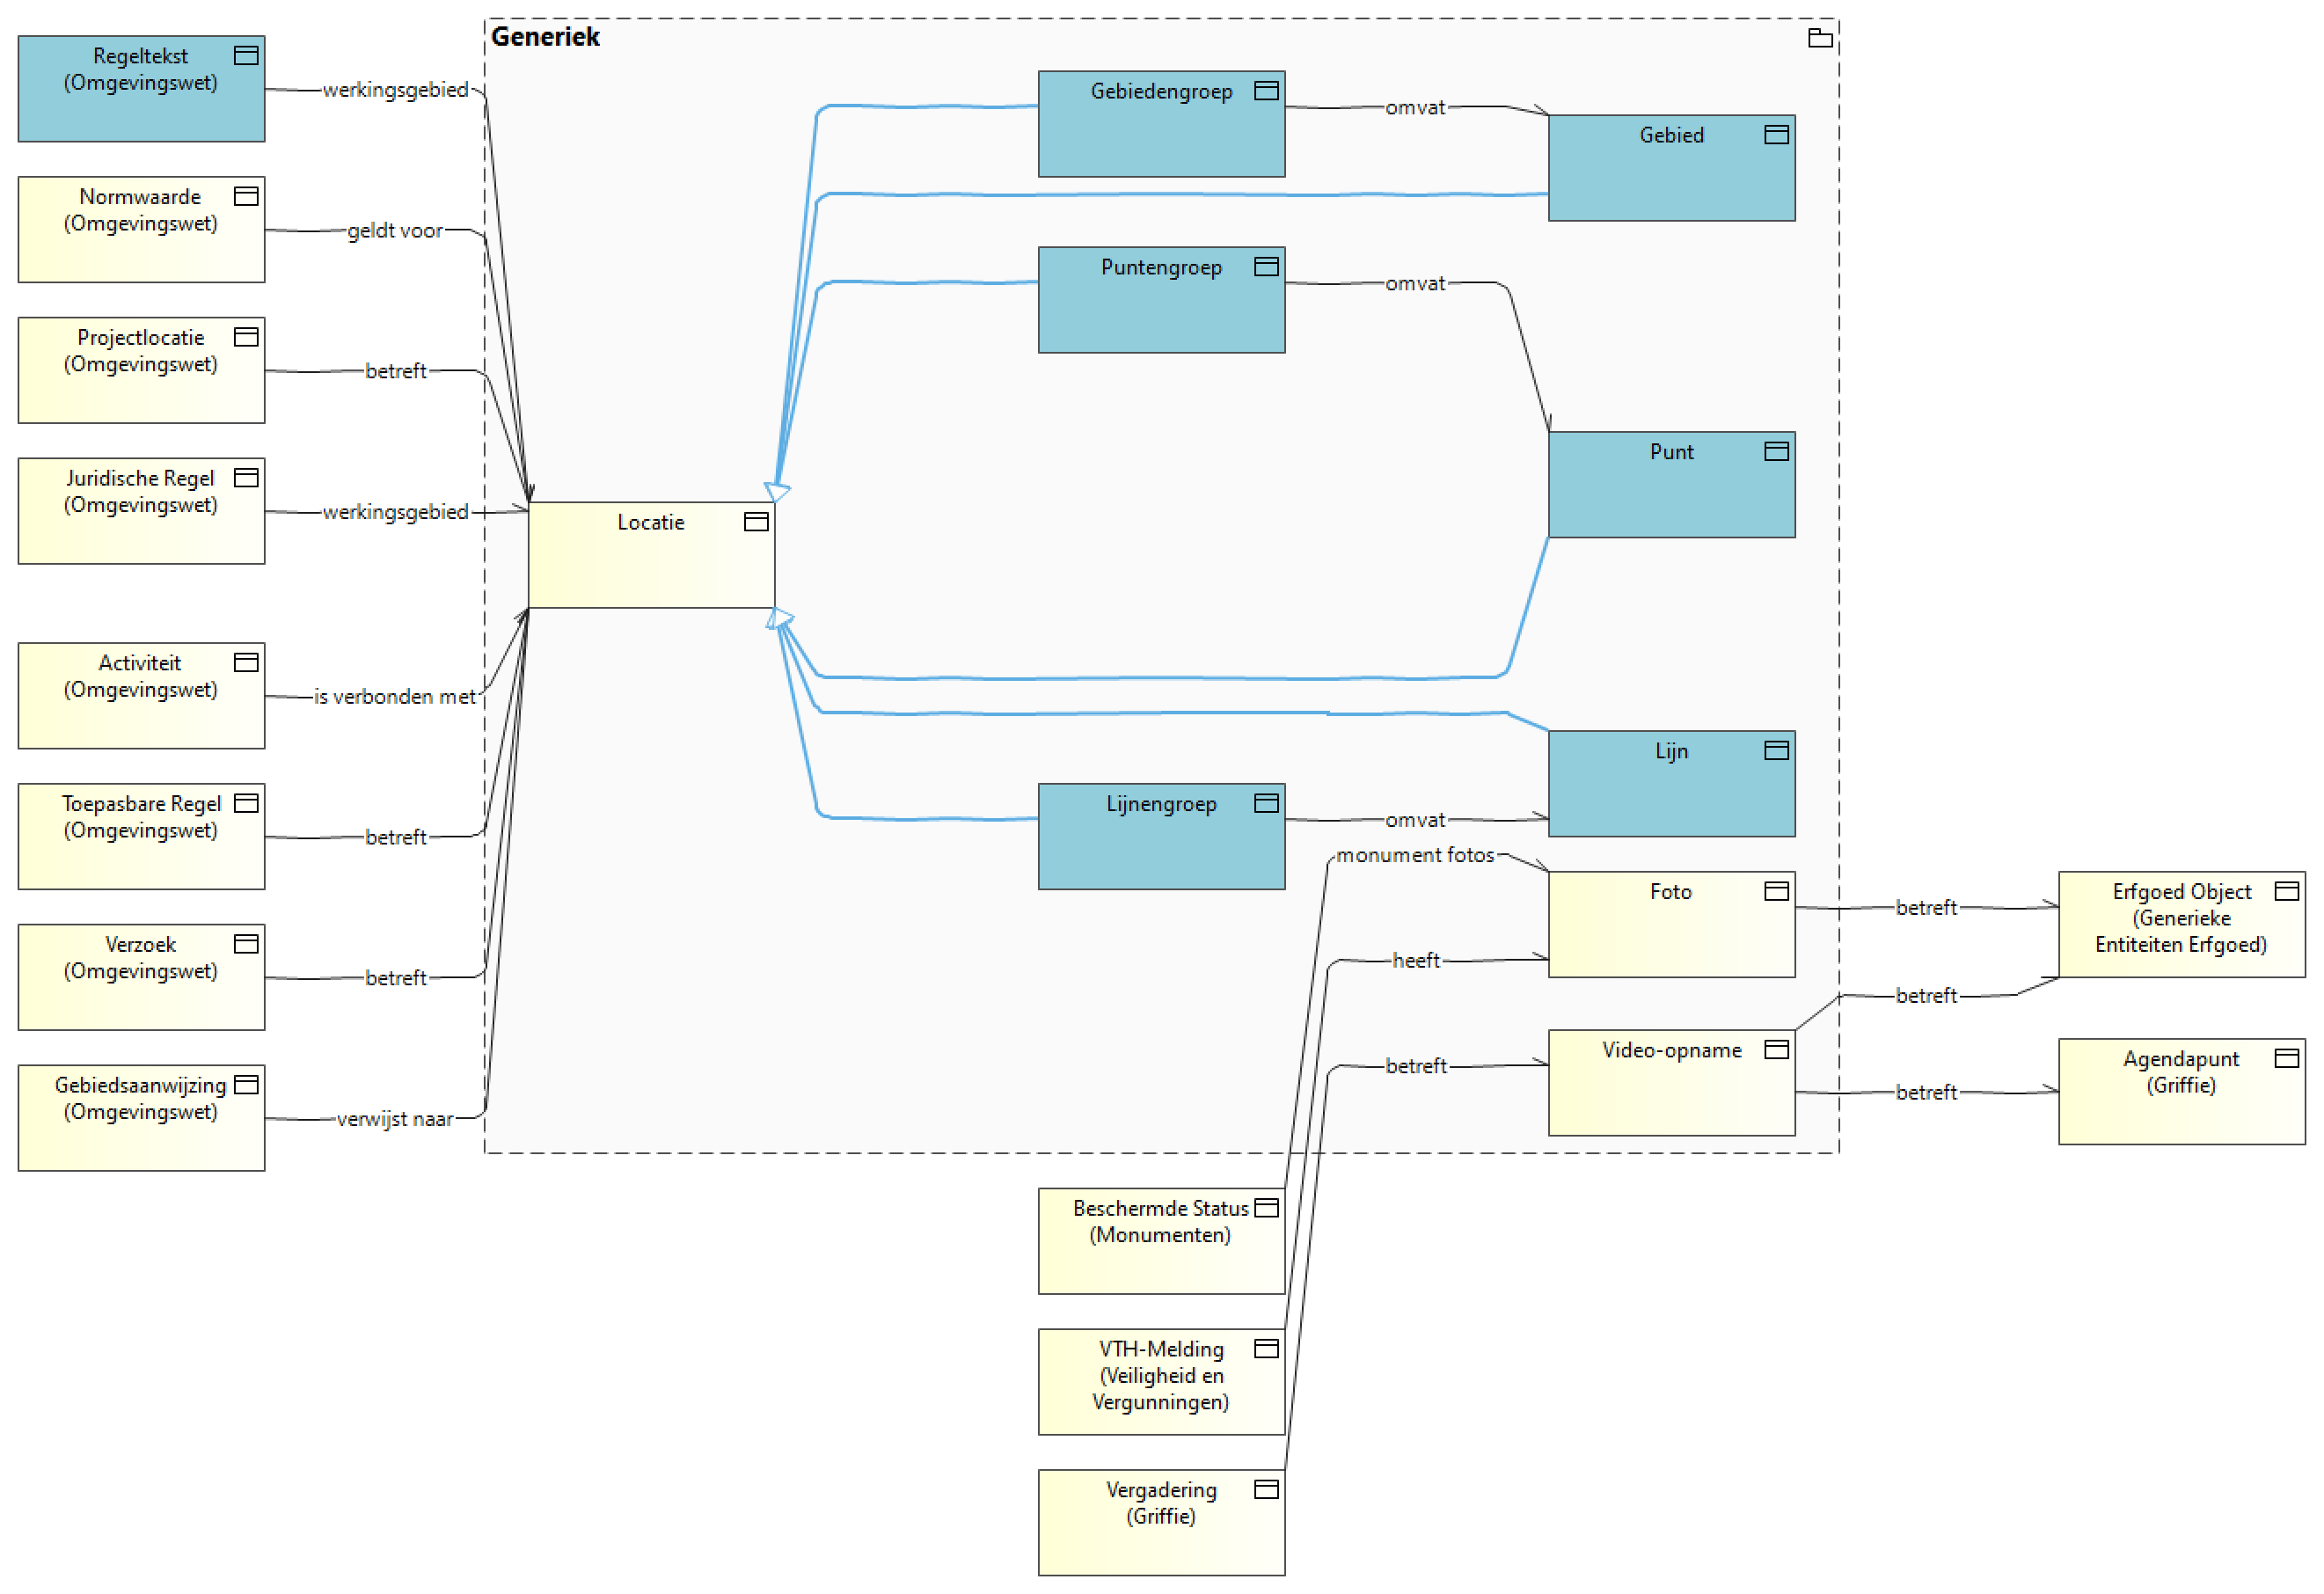 Generiek
Regeltekst
(Omgevingswet)
werkingsgebied
Normwaarde
(Omgevingswet)
geldt voor
Projectlocatie
(Omgevingswet)
betreft
Juridische Regel
(Omgevingswet)
werkingsgebied
Activiteit
(Omgevingswet)
is verbonden met
Toepasbare Regel
(Omgevingswet)
betreft
Verzoek
(Omgevingswet)
betreft
Gebiedsaanwijzing
(Omgevingswet)
verwijst naar
Locatie
Gebiedengroep
omvat
Gebied
Puntengroep
omvat
Punt
Lijn
Lijnengroep
omvat
monument fotos
Foto
betreft
Erfgoed Object
(Generieke
Entiteiten Erfgoed)
heeft
betreft
Video-opname
betreft
betreft
Agendapunt
(Griffie)
Beschermde Status
(Monumenten)
VTH-Melding
(Veiligheid en
Vergunningen)
Vergadering
(Griffie)